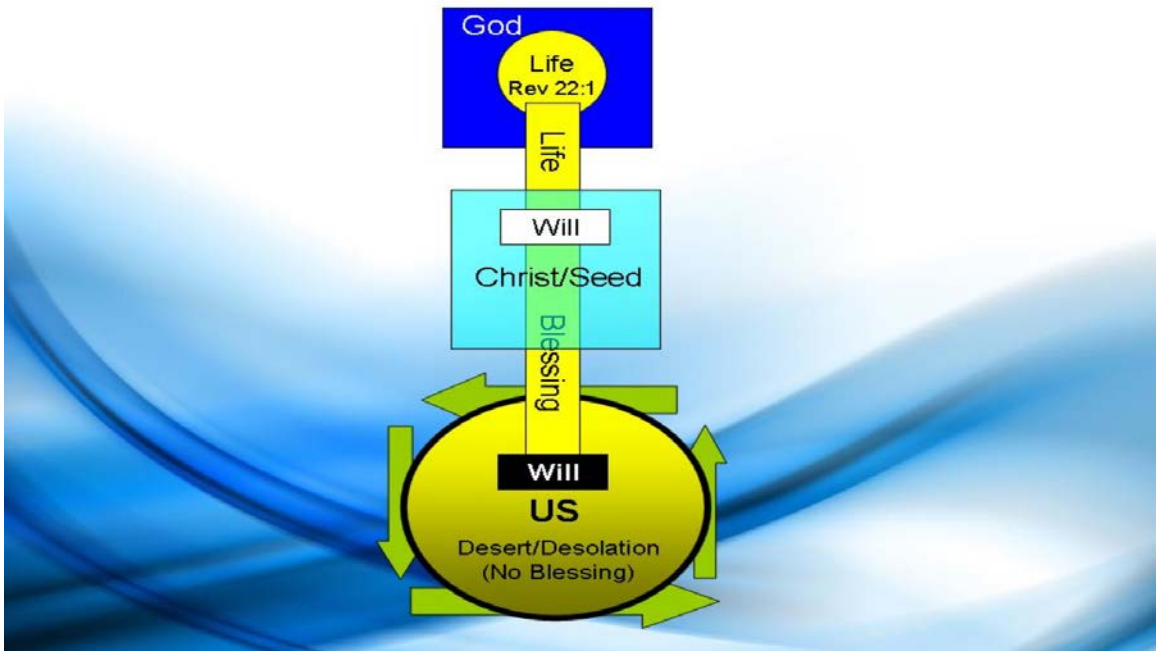 God
Life
Rev 22:1
Life
Will
Christ/Seed
Blessing
Will
US
Desert/Desolation
(No Blessing)